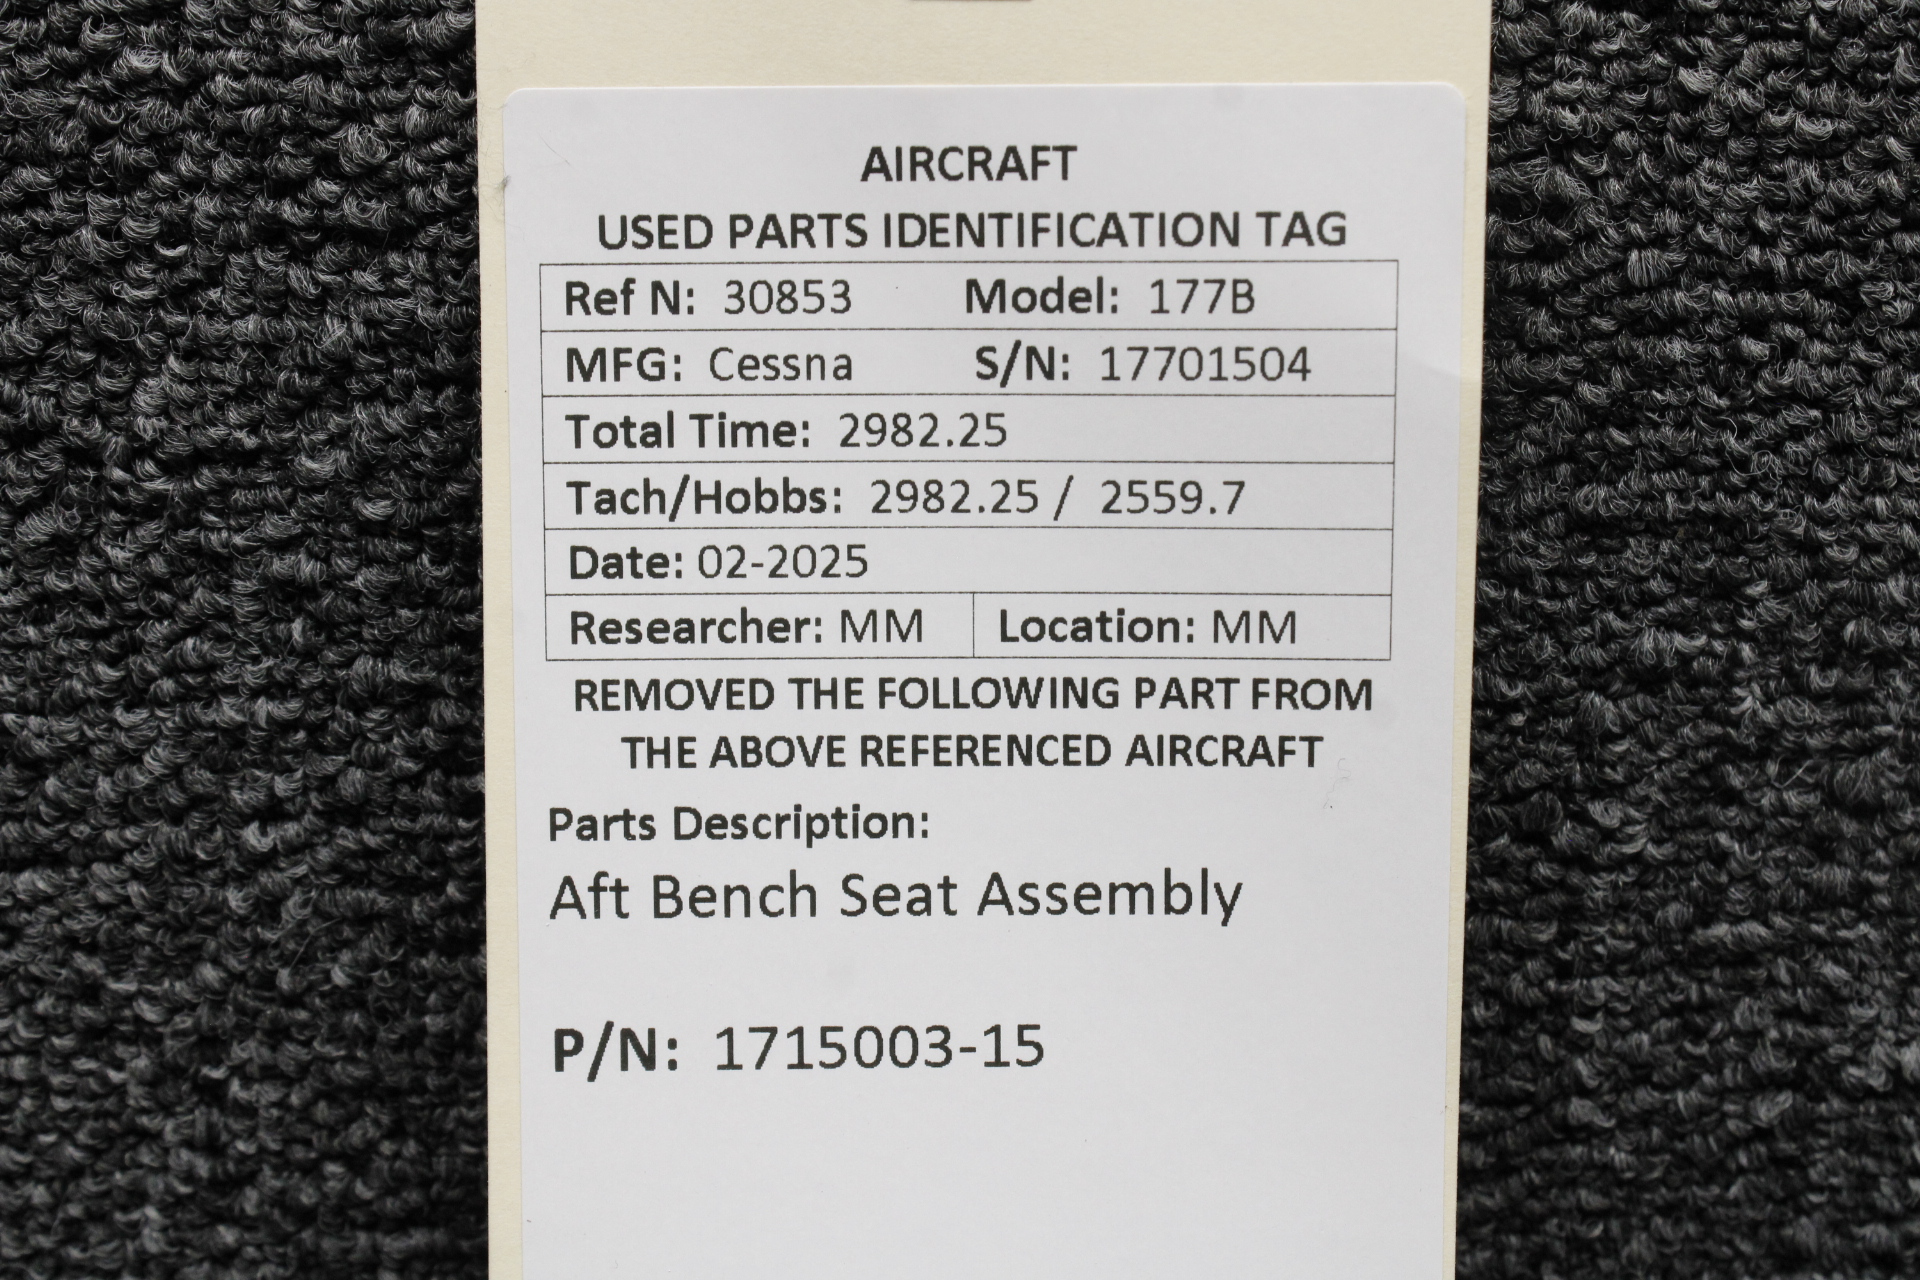 AIRCRAFT
USED PARTS IDENTIFICATION TAG
Ref N: 30853 Model: 177B
MFG: Cessna S/N: 17701504
Total Time: 2982.25
Tach/Hobbs: 2982.25 / 2559.7
Date: 02-2025
Researcher: MM Location: MM
REMOVED THE FOLLOWING PART FROM
THE ABOVE REFERENCED AIRCRAFT
Parts Description:
Aft Bench Seat Assembly
P/N: 1715003-15